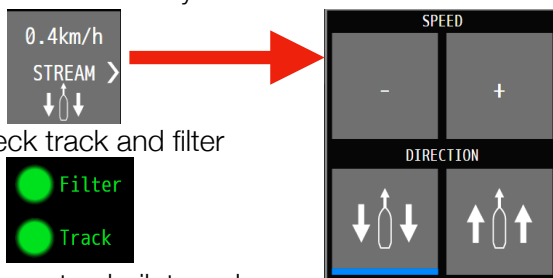 SPEED
0.4km/h
STREAM
-
+
eck track and filter
DIRECTION
Filter
Track